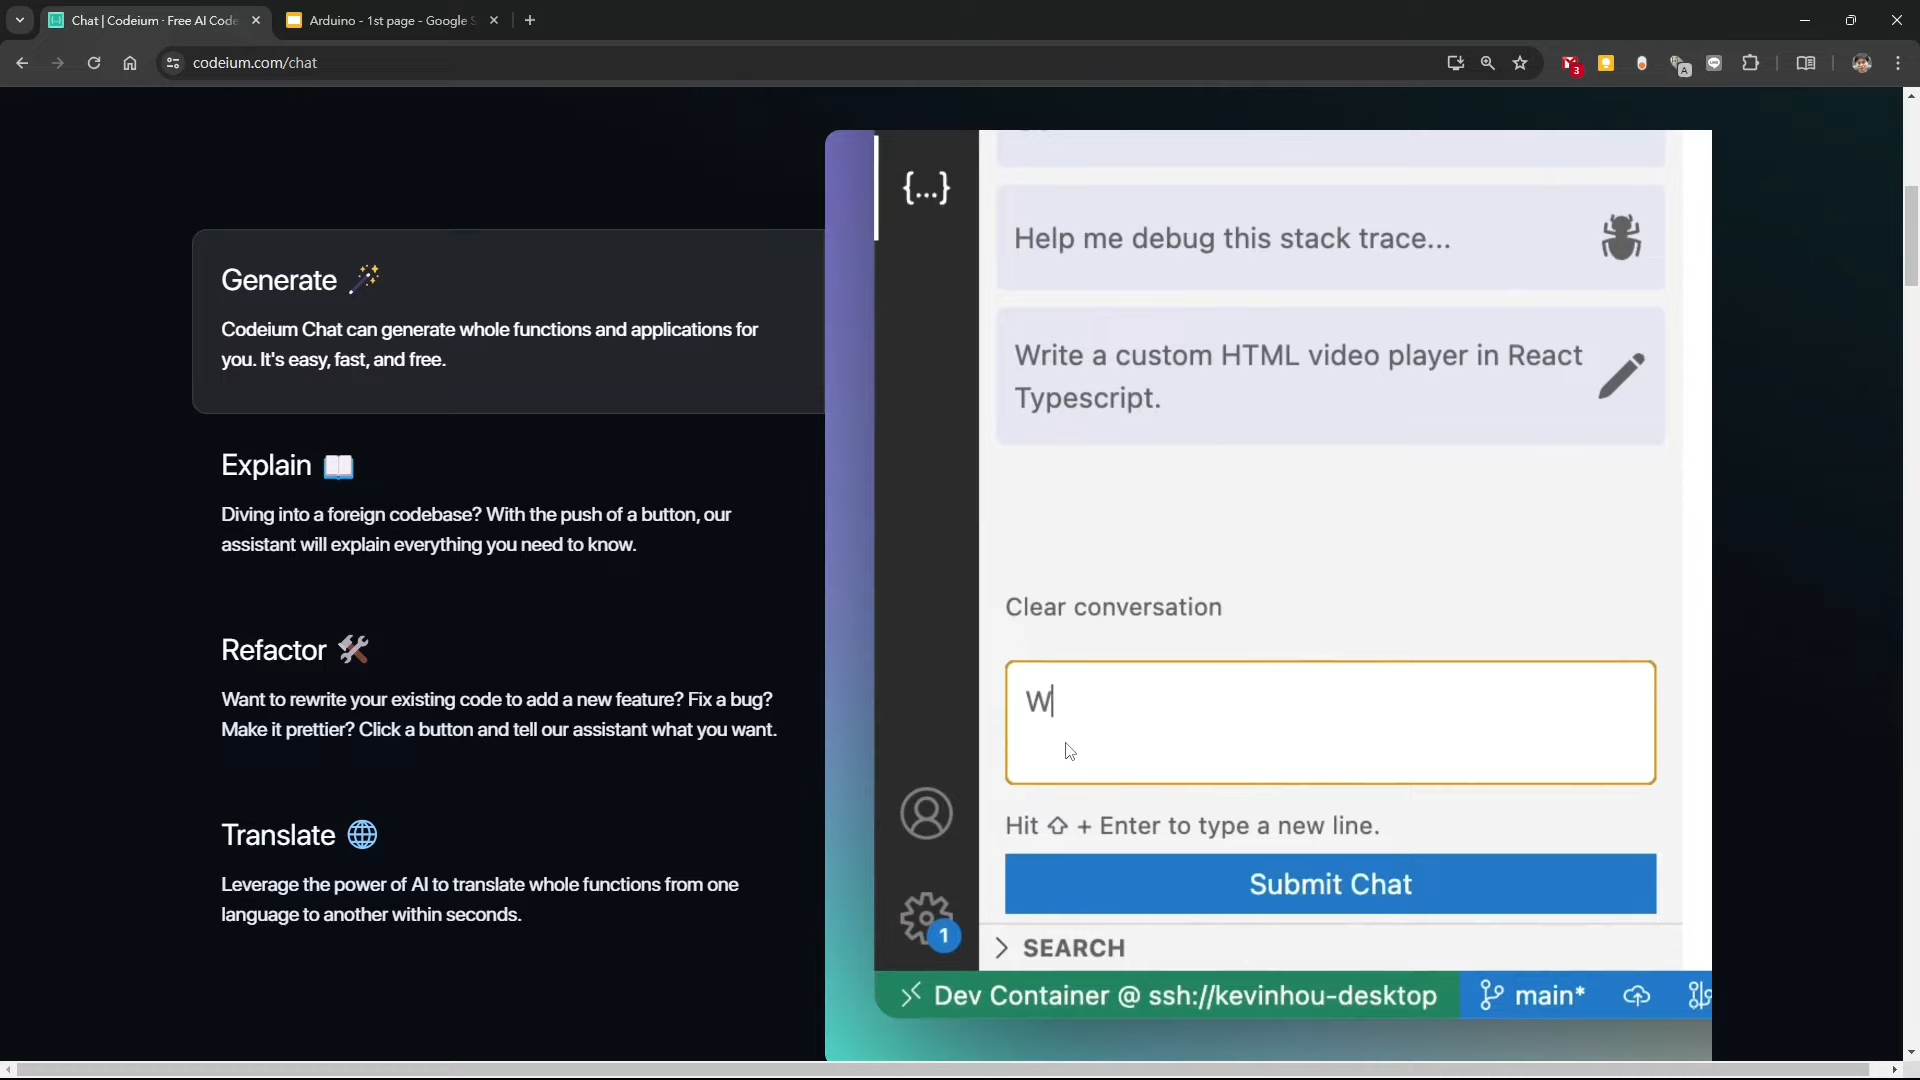 Chat | Codeium · Free AI Code
Arduino - 1st page - Google S
codeium.com/chat
3
A
Generate
Codeium Chat can generate whole functions and applications for
you. It's easy, fast, and free.
Explain
Diving into a foreign codebase? With the push of a button, our
assistant will explain everything you need to know.
Refactor
Want to rewrite your existing code to add a new feature? Fix a bug?
Make it prettier? Click a button and tell our assistant what you want.
Translate
Leverage the power of AI to translate whole functions from one
language to another within seconds.
{...}
Help me debug this stack trace...
Write a custom HTML video player in React
Typescript.
Clear conversation
W
Hit ⇧ + Enter to type a new line.
Submit Chat
1
> SEARCH
Dev Container @ ssh://kevinhou-desktop
main*